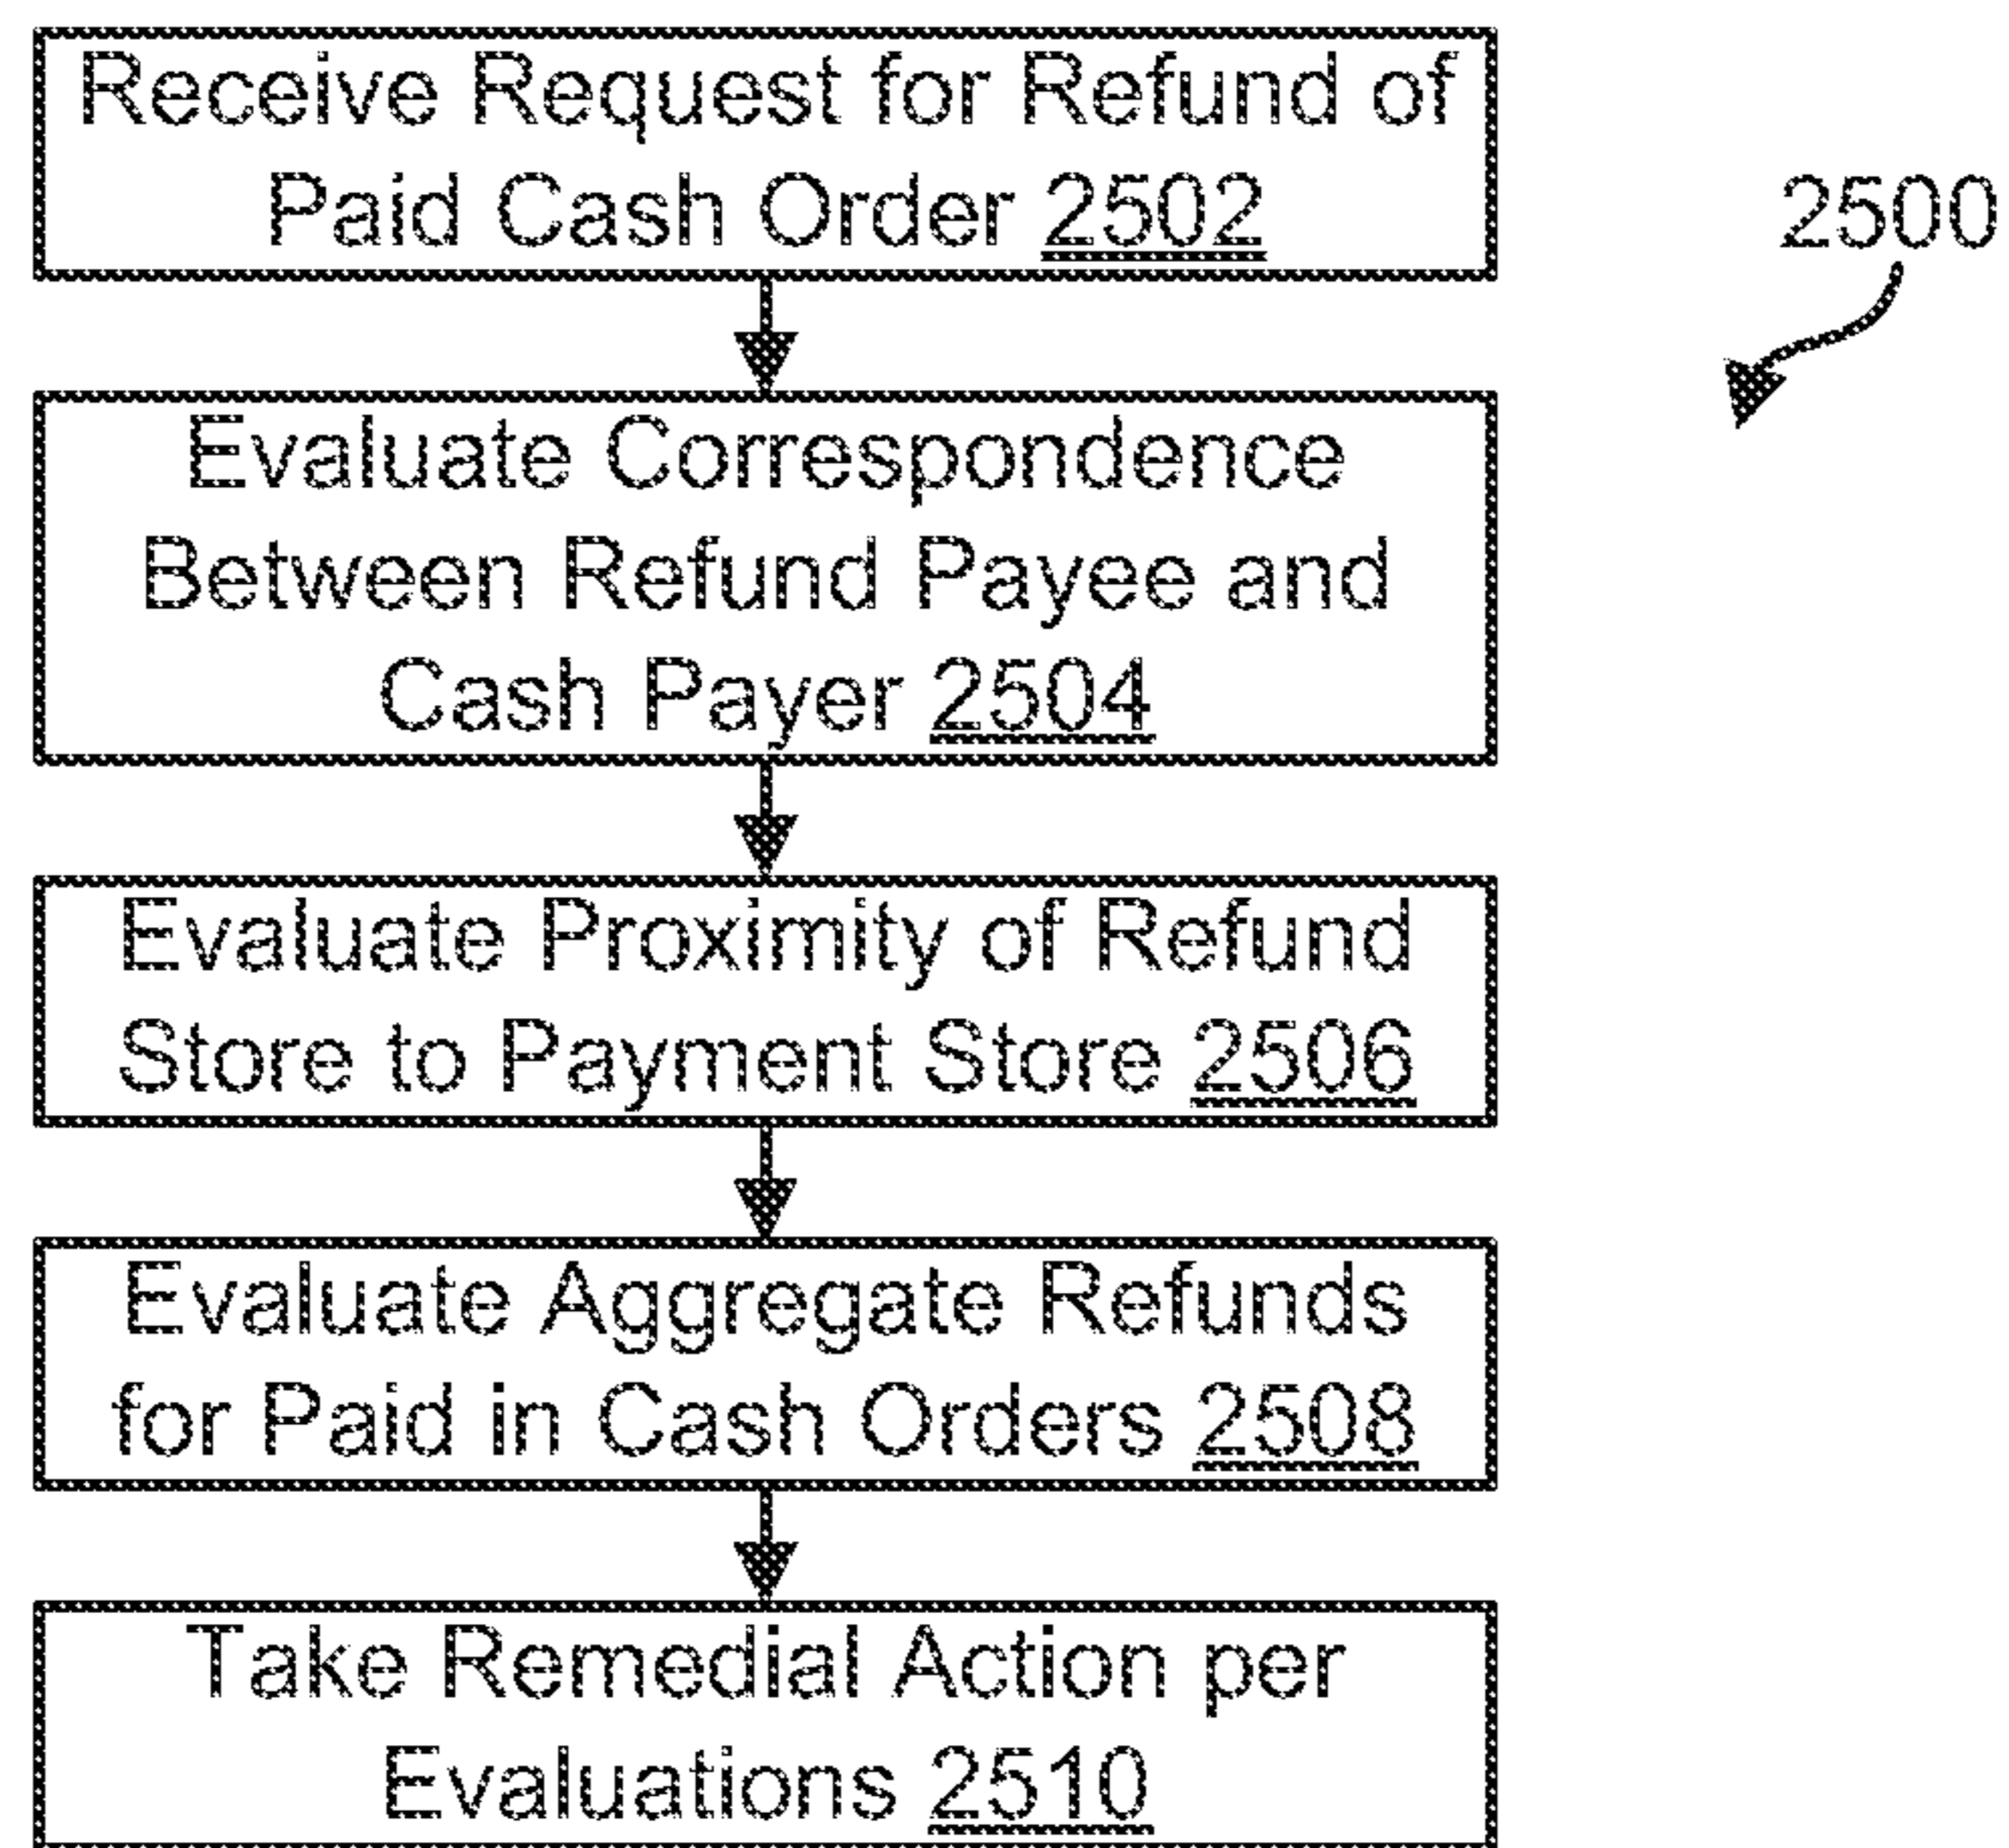 Receive Request for Refund of
Paid Cash Order 2502
2500
Evaluate Correspondence
Between Refund Payee and
Cash Payer 2504
Evaluate Proximity of Refund
Store to Payment Store 2506
Evaluate Aggregate Refunds
for Paid in Cash Orders 2508
Take Remedial Action per
Evaluations 2510